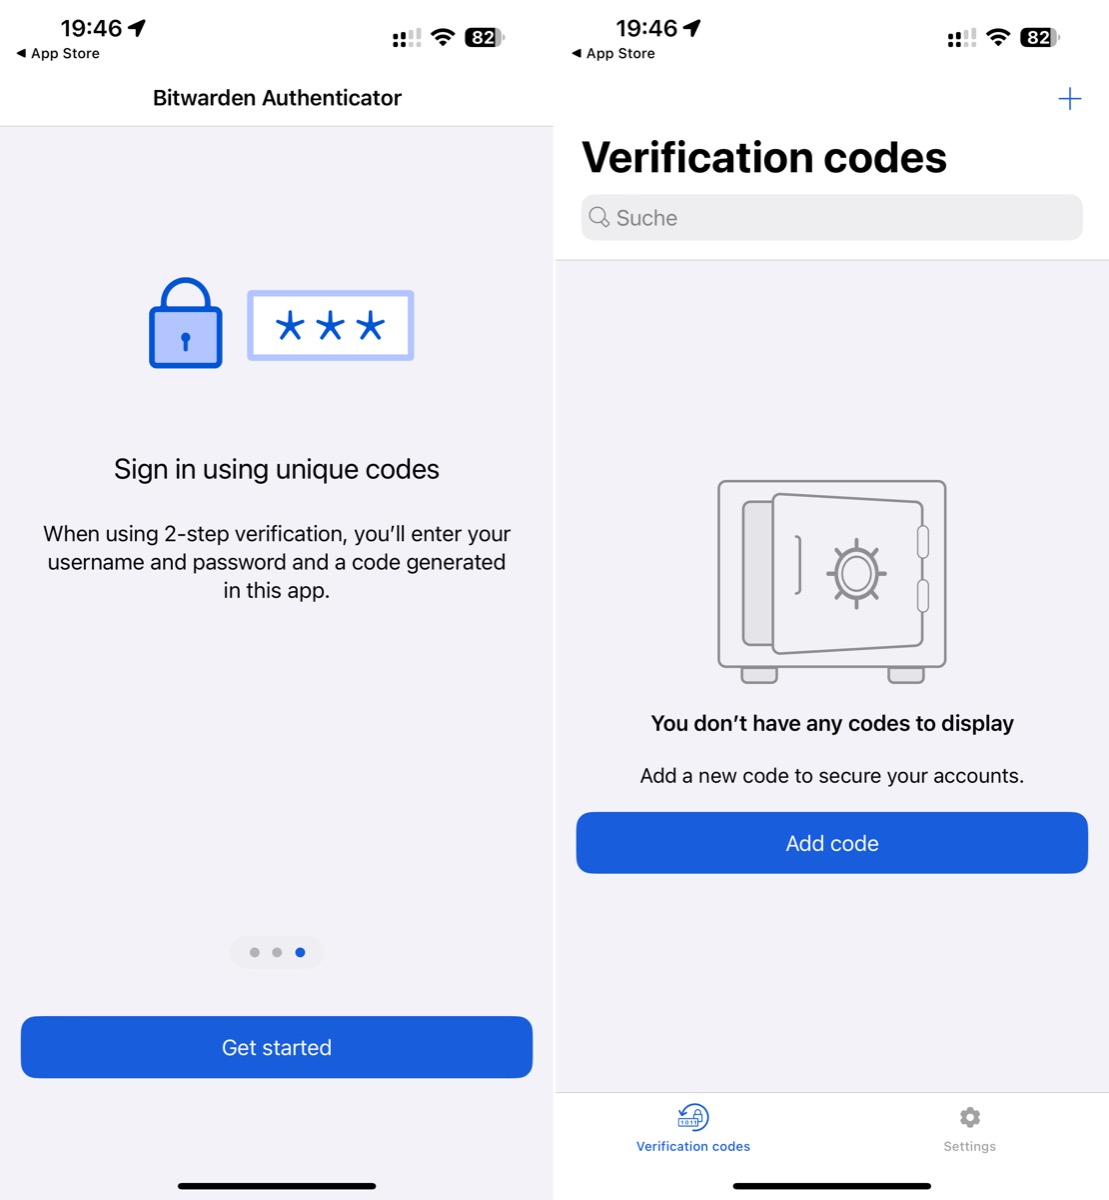 19:46
◄ App Store
82
Bitwarden Authenticator
***
Sign in using unique codes
When using 2-step verification, you’ll enter your
username and password and a code generated
in this app.
Get started
19:46
◄ App Store
82
Verification codes
Suche
You don’t have any codes to display
Add a new code to secure your accounts.
Add code
Verification codes
Settings